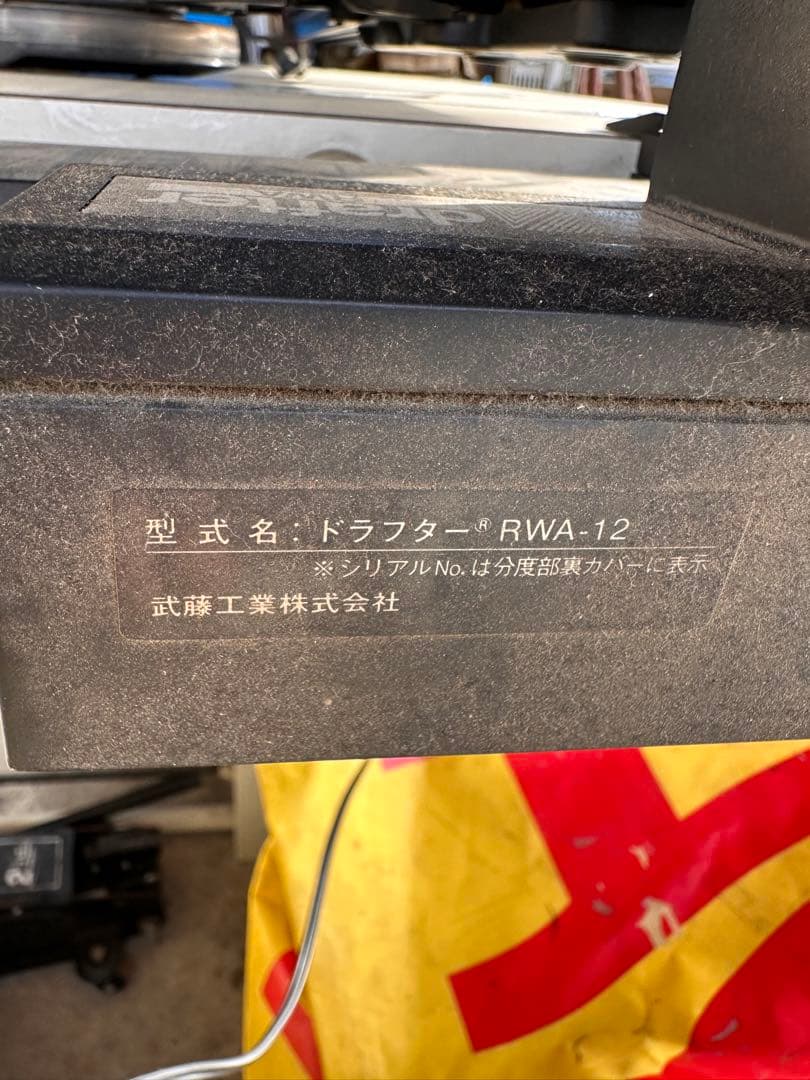 drafter
型式名：ドラフター® RWA-12
※シリアルNo.は分度部裏カバーに表示
武藤工業株式会社